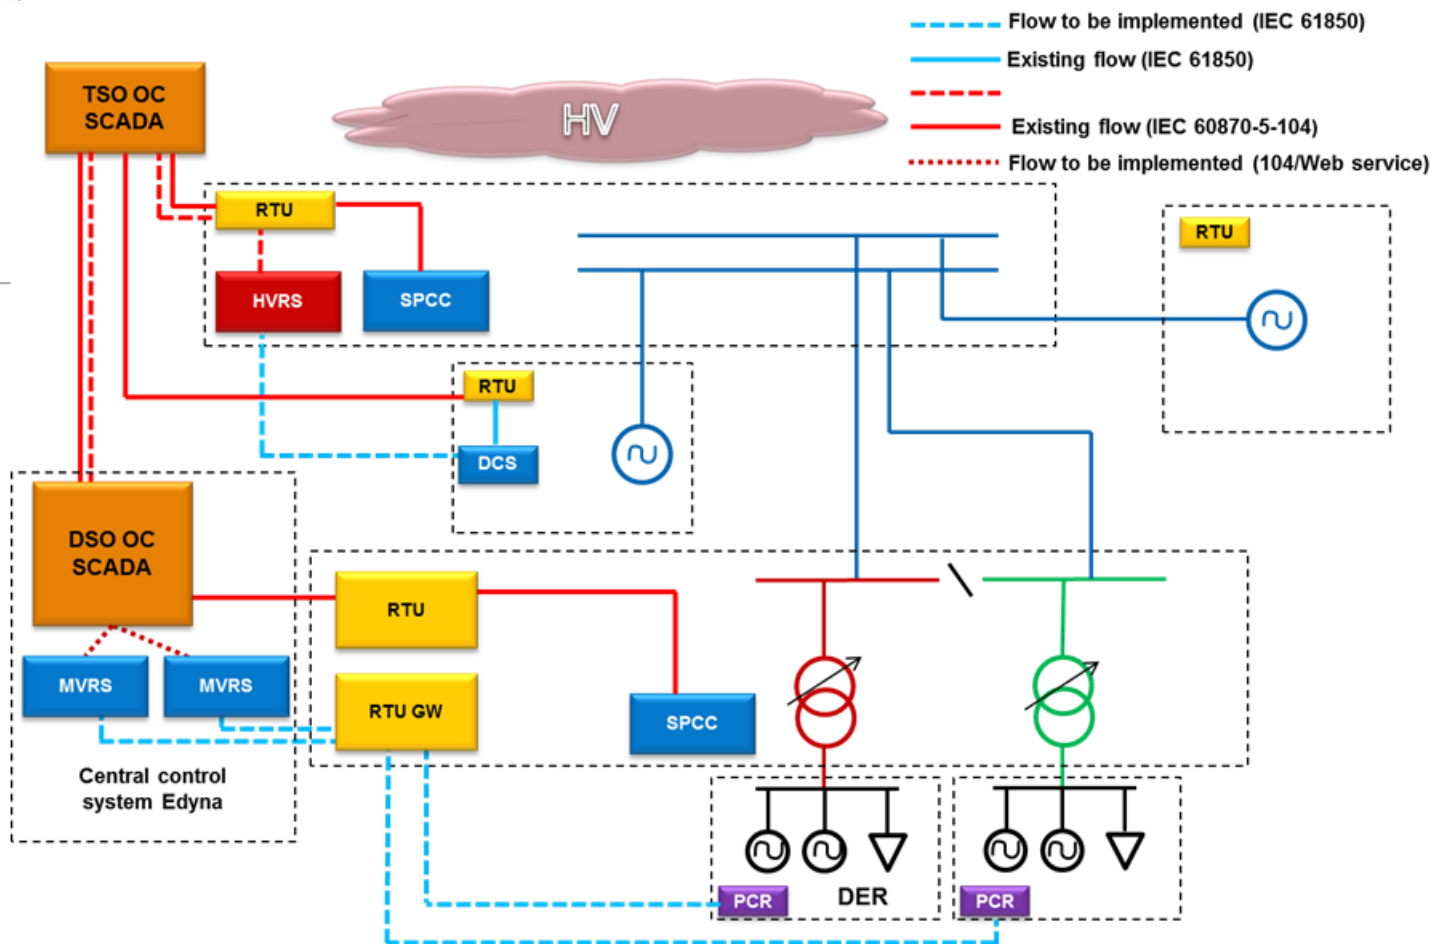 Flow to be implemented (IEC 61850)
Existing flow (IEC 61850)
Existing flow (IEC 60870-5-104)
Flow to be implemented (104/Web service)
TSO OC
SCADA
HV
RTU
RTU
HVRS
SPCC
RTU
DCS
DSO OC
SCADA
RTU
MVRS
MVRS
RTU GW
SPCC
Central control
system Edyna
PCR
DER
PCR